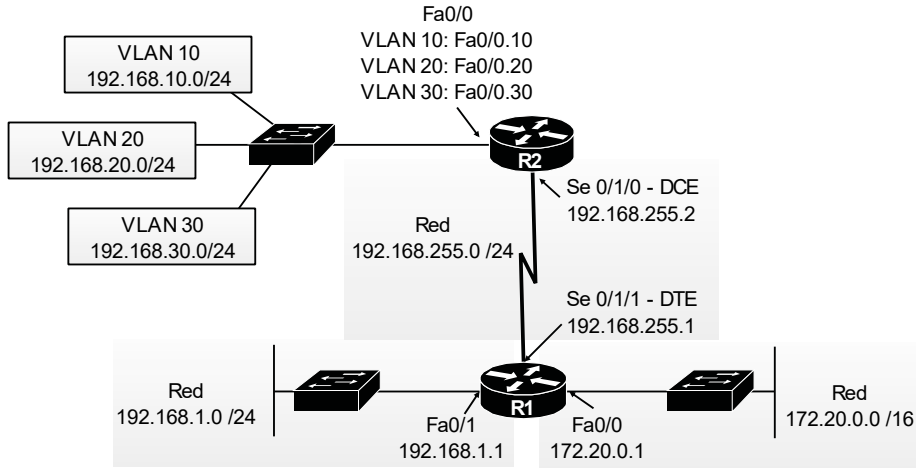 Fa0/0
VLAN 10: Fa0/0.10
VLAN 20: Fa0/0.20
VLAN 30: Fa0/0.30
VLAN 10
192.168.10.0/24
VLAN 20
192.168.20.0/24
VLAN 30
192.168.30.0/24
R2
Se 0/1/0 - DCE
192.168.255.2
Red
192.168.255.0 /24
Se 0/1/1 - DTE
192.168.255.1
Red
192.168.1.0 /24
R1
Fa0/1
192.168.1.1
Fa0/0
172.20.0.1
Red
172.20.0.0 /16